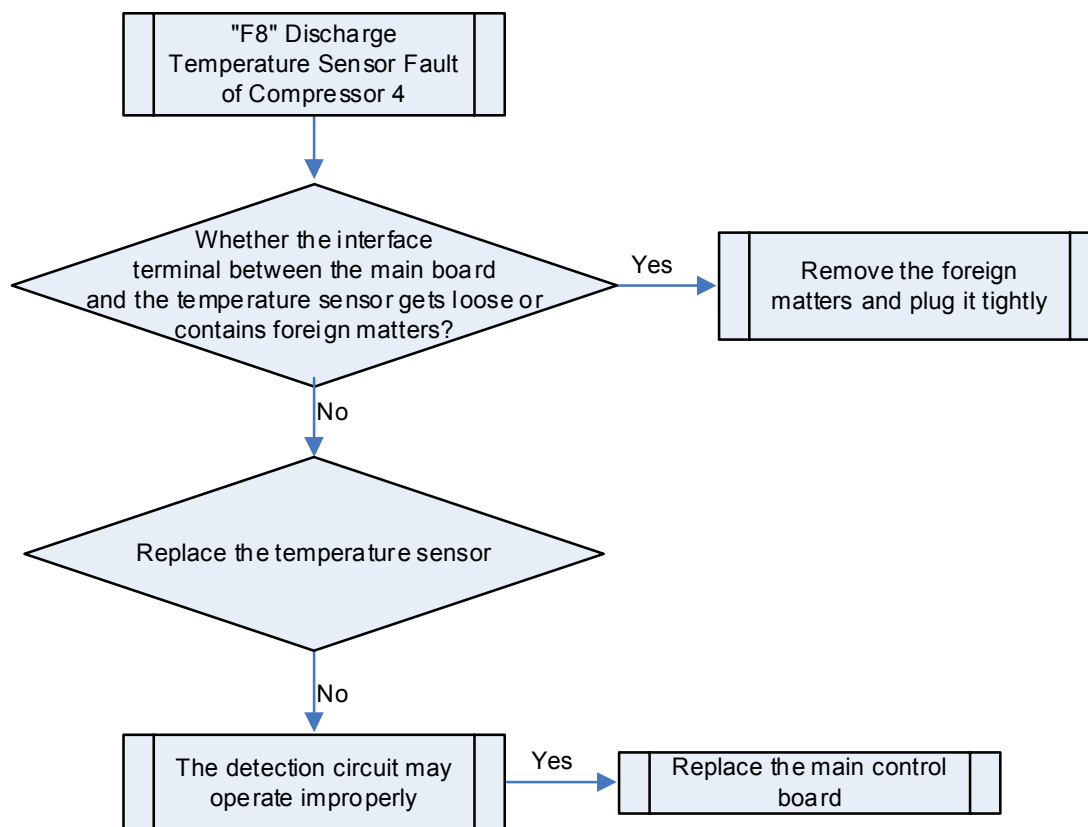 "F8" Discharge
Temperature Sensor Fault
of Compressor 4
Whether the interface
terminal between the main board
and the temperature sensor gets loose or
contains foreign matters?
Yes
Remove the foreign
matters and plug it tightly
No
Replace the temperature sensor
No
The detection circuit may
operate improperly
Yes
Replace the main control
board